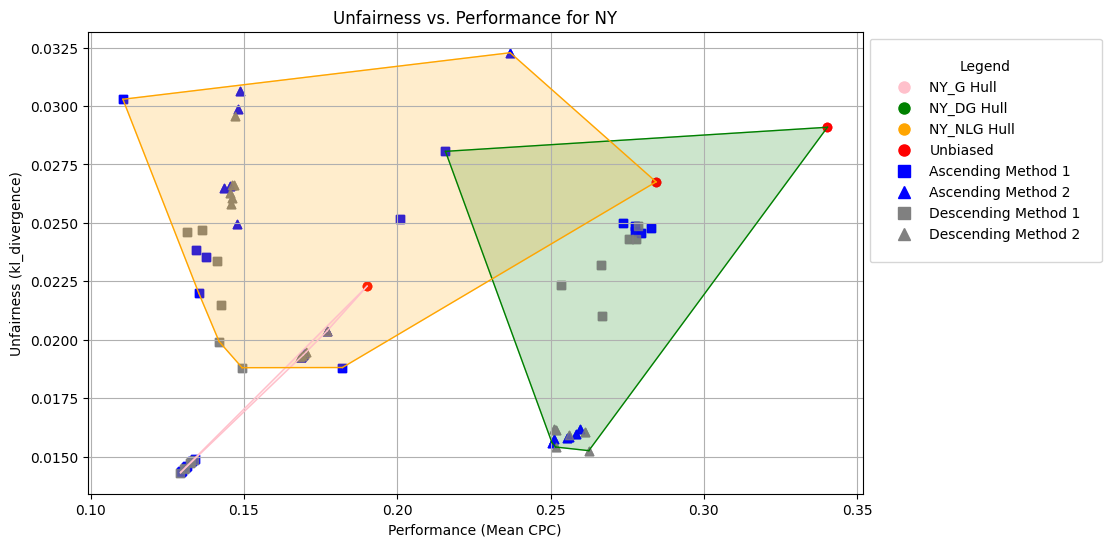 Unfairness vs. Performance for NY
Unfairness (kl_divergence)
0.0325
0.0300
0.0275
0.0250
0.0225
0.0200
0.0175
0.0150
0.10 0.15 0.20 0.25 0.30 0.35
Performance (Mean CPC)
Legend
NY_G Hull
NY_DG Hull
NY_NLG Hull
Unbiased
Ascending Method 1
Ascending Method 2
Descending Method 1
Descending Method 2